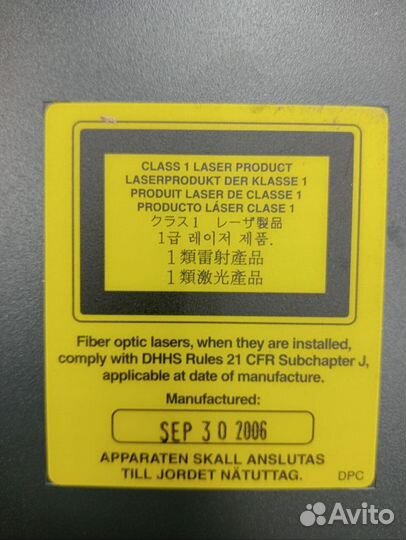 CLASS 1 LASER PRODUCT
LASERPRODUKT DER KLASSE 1
PRODUIT LASER DE CLASSE 1
PRODUCTO LÁSER CLASE 1
クラス1 レーザ製品
1급 레이저 제품.
1類雷射產品
1類激光產品
Fiber optic lasers, when they are installed,
comply with DHHS Rules 21 CFR Subchapter J,
applicable at date of manufacture.
Manufactured:
SEP 30 2006
APPARATEN SKALL ANSLUTAS
TILL JORDET NÄTUTTAG.
DPC
Avito